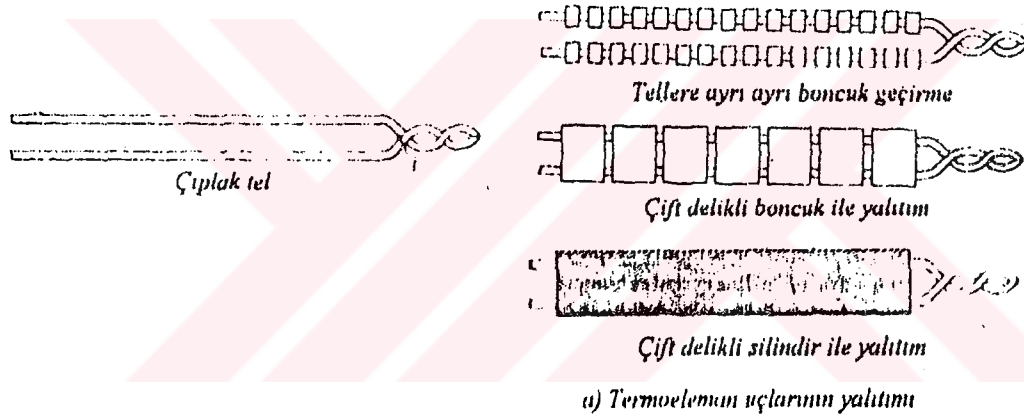 Tellere ayrı ayrı boncuk geçirme
Çıplak tel
Çift delikli boncuk ile yalıtım
Çift delikli silindir ile yalıtım
a) Termoeleman uçlarının yalıtımı